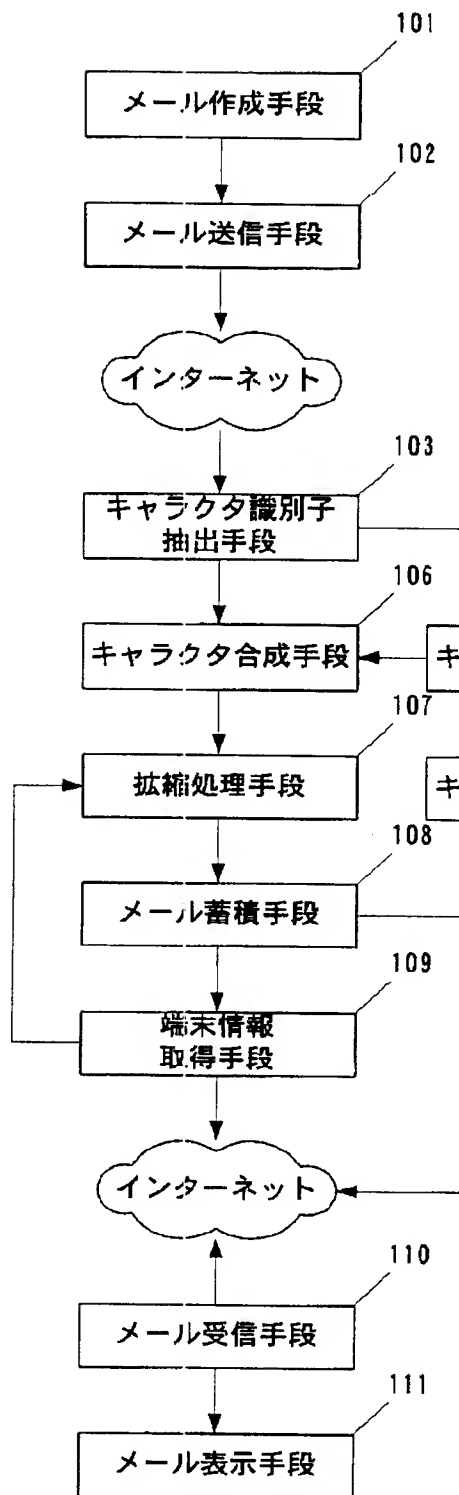 101
メール作成手段
102
メール送信手段
インターネット
103
キャラクタ識別子
抽出手段
106
キャラクタ合成手段
キ
107
拡縮処理手段
キ
108
メール蓄積手段
109
端末情報
取得手段
インターネット
110
メール受信手段
111
メール表示手段